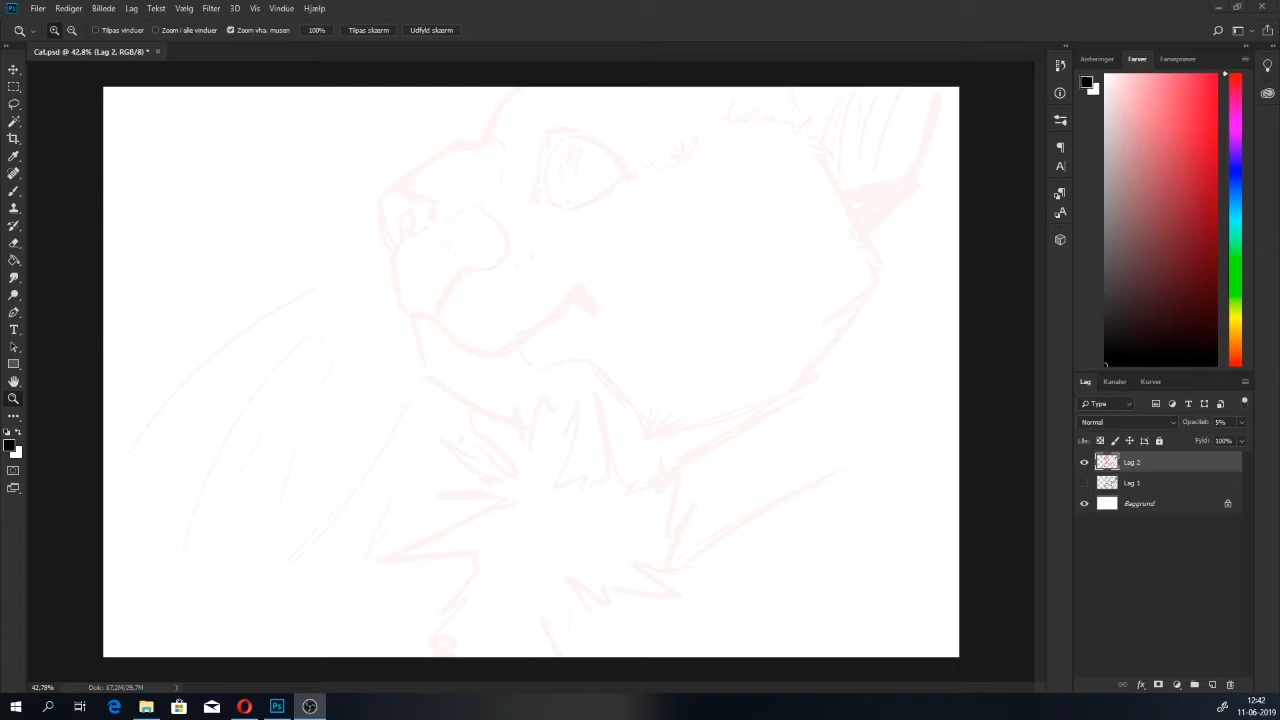 Ps Filer Rediger Billede Lag Tekst Vælg Filter 3D Vis Vindue Hjælp
Tilpas vinduer Zoom i alle vinduer Zoom vha. musen 100% Tilpas skærm Udfyld skærm
Cat.psd @ 42,8% (Lag 2, RGB/8) *
Justeringer Farver Farveprøver
Lag Kanaler Kurver
Type
Normal Opacitet: 5%
Lås: Fyld: 100%
Lag 2
Lag 1
Baggrund
42,78% Dok: 17,2M/29,7M
Ps
12:42
11-06-2019